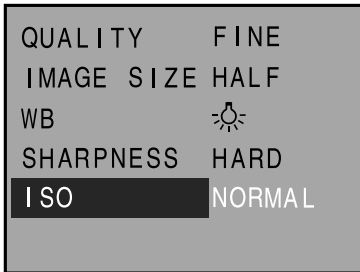 QUALITY FINE
IMAGE SIZE HALF
WB
SHARPNESS HARD
ISO NORMAL